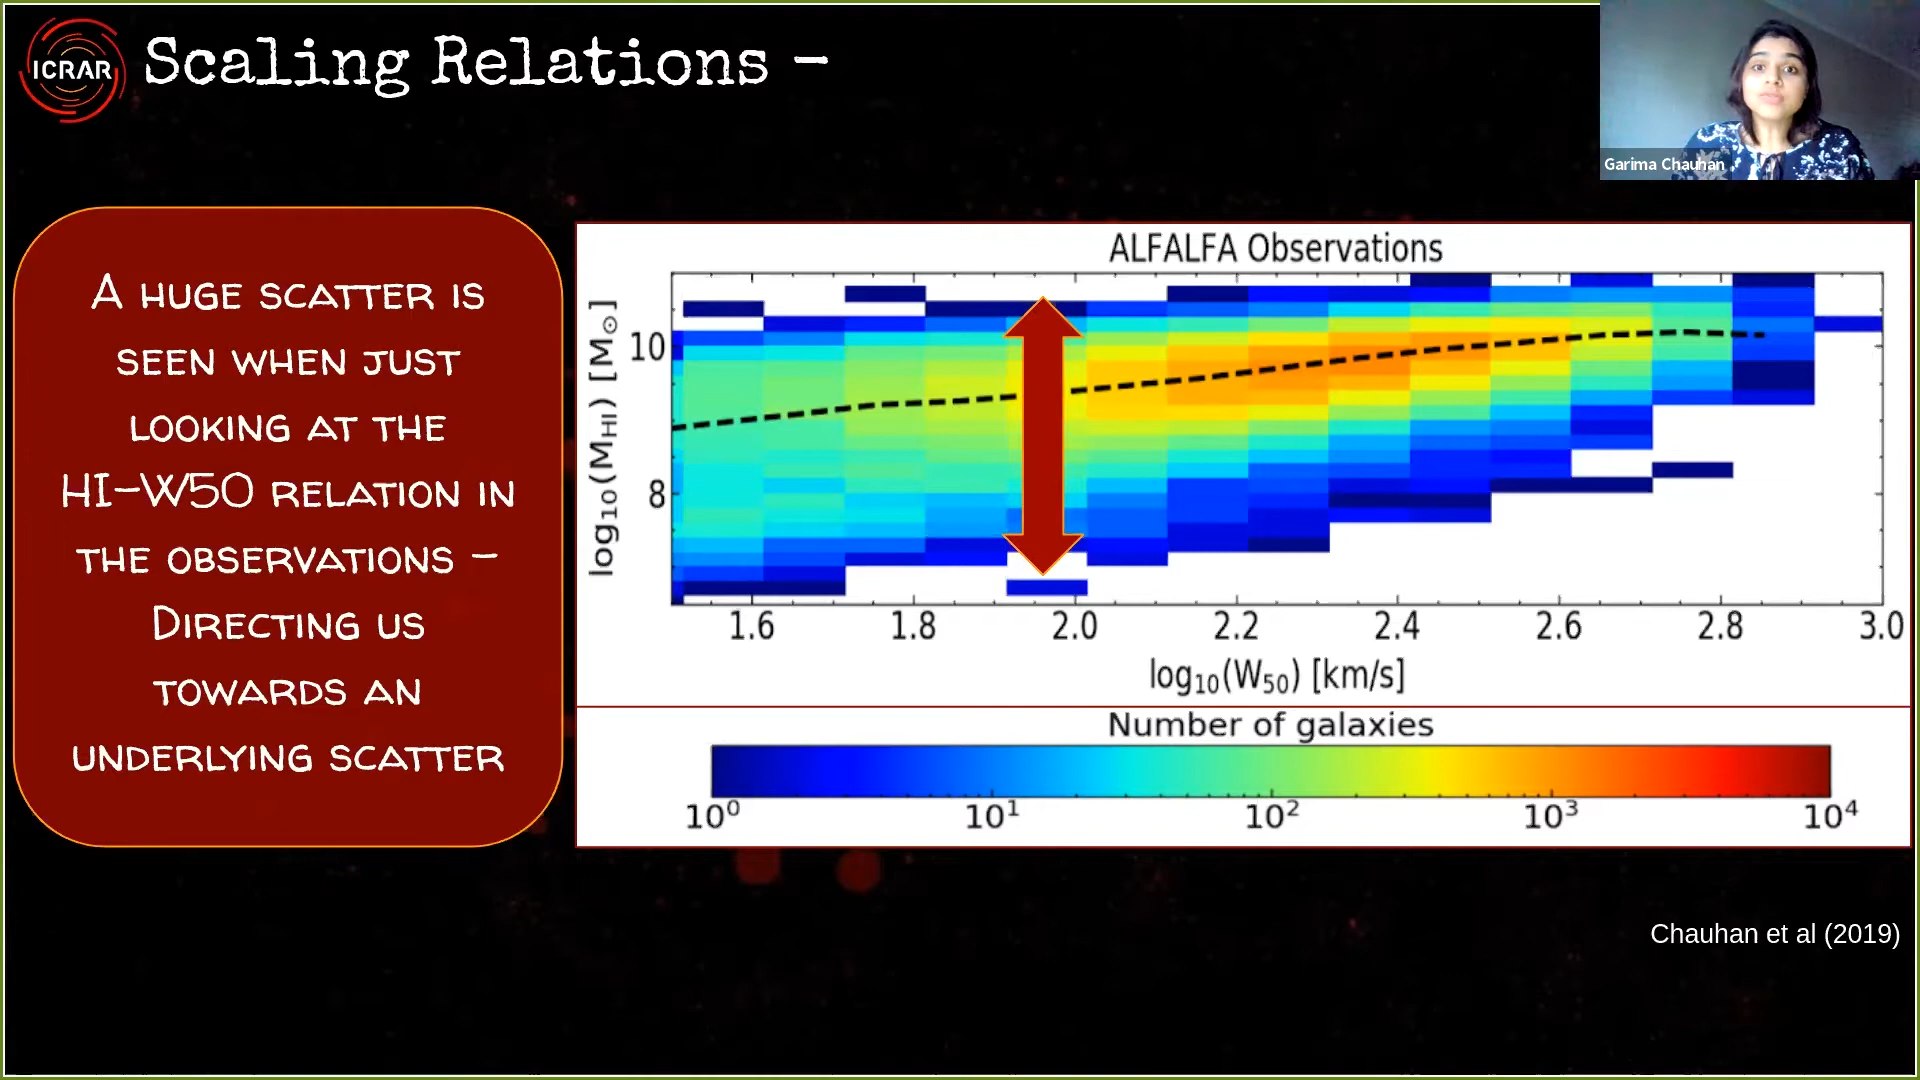 ICRAR
Scaling Relations –
Garima Chauhan
A HUGE SCATTER IS
SEEN WHEN JUST
LOOKING AT THE
HI-W50 RELATION IN
THE OBSERVATIONS –
DIRECTING US
TOWARDS AN
UNDERLYING SCATTER
ALFALFA Observations
log₁₀(M_HI) [M_⊙]
10
8
1.6 1.8 2.0 2.2 2.4 2.6 2.8 3.0
log₁₀(W₅₀) [km/s]
Number of galaxies
10⁰ 10¹ 10² 10³ 10⁴
Chauhan et al (2019)